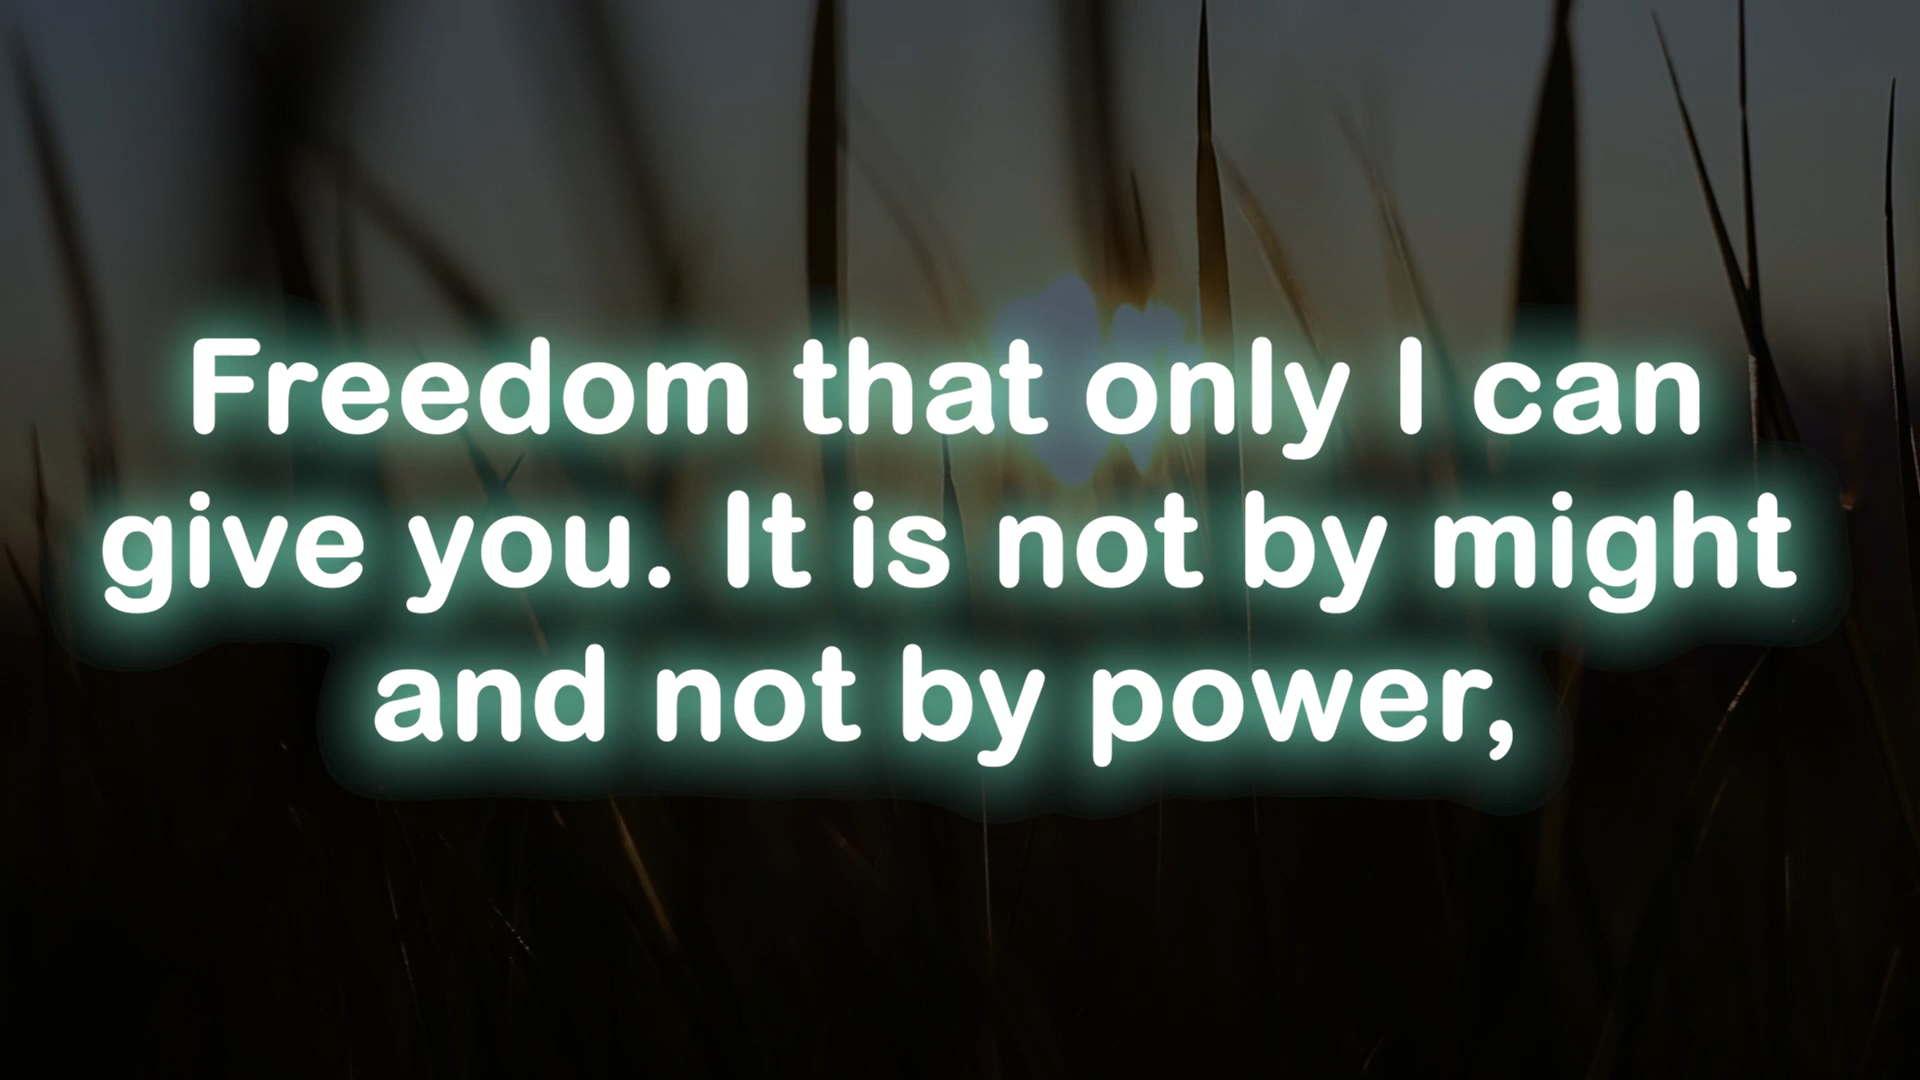 Freedom that only I can
give you. It is not by might
and not by power,